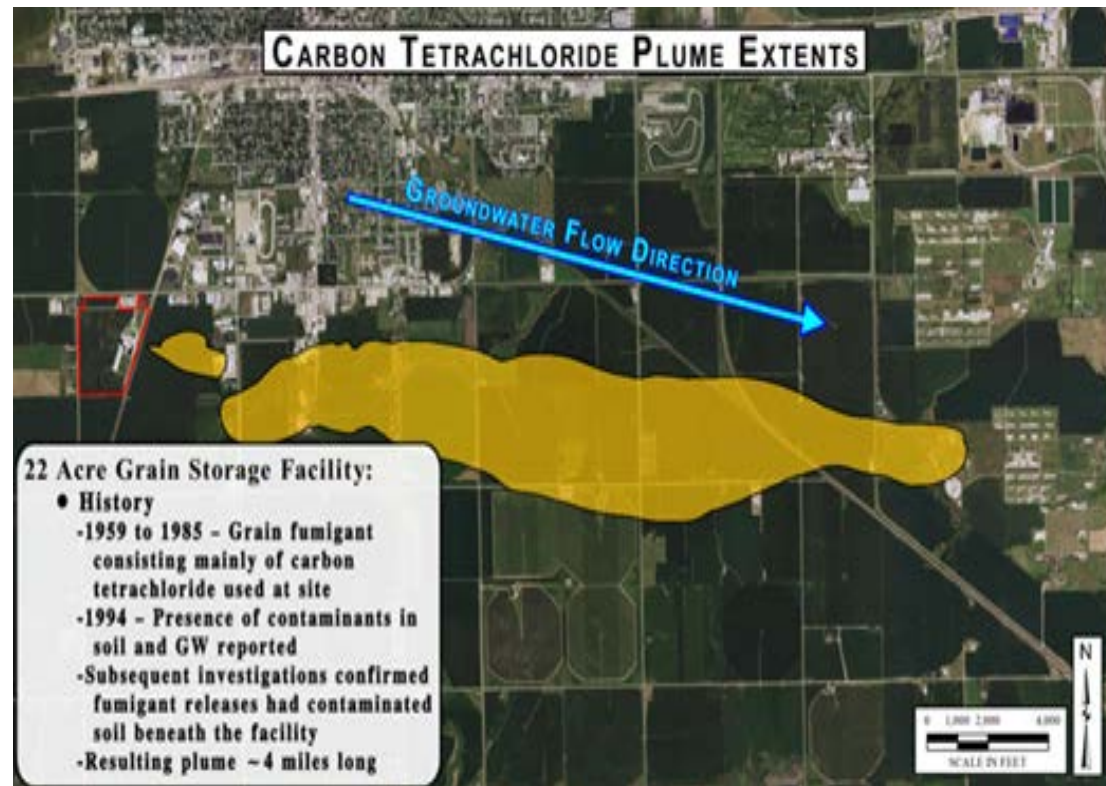 CARBON TETRACHLORIDE PLUME EXTENTS
GROUNDWATER FLOW DIRECTION
22 Acre Grain Storage Facility:
● History
-1959 to 1985 – Grain fumigant
consisting mainly of carbon
tetrachloride used at site
-1994 – Presence of contaminants in
soil and GW reported
-Subsequent investigations confirmed
fumigant releases had contaminated
soil beneath the facility
-Resulting plume ~4 miles long
N
0 1,000 2,000 4,000
SCALE IN FEET